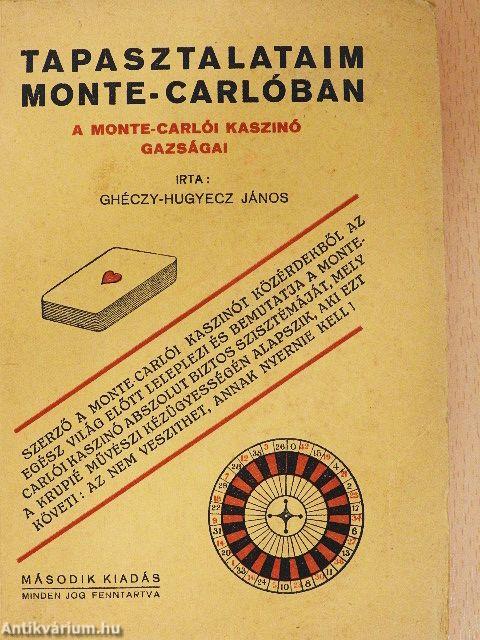 TAPASZTALATAIM
MONTE-CARLÓBAN
A MONTE-CARLÓI KASZINÓ
GAZSÁGAI
IRTA:
GHÉCZY-HUGYECZ JÁNOS
SZERZŐ A MONTE-CARLÓI KASZINÓT KÖZÉRDEKBŐL AZ
EGÉSZ VILÁG ELŐTT LELEPLEZI ÉS BEMUTATJA A MONTE-
CARLÓI KASZINÓ ABSZOLUT BIZTOS SZISZTÉMÁJÁT, MELY
A KRUPIÉ MŰVÉSZI KÉZÜGYESSÉGÉN ALAPSZIK, AKI EZT
KÖVETI: AZ NEM VESZITHET, ANNAK NYERNIE KELL!
MÁSODIK KIADÁS
MINDEN JOG FENNTARTVA
Antikvárium.hu